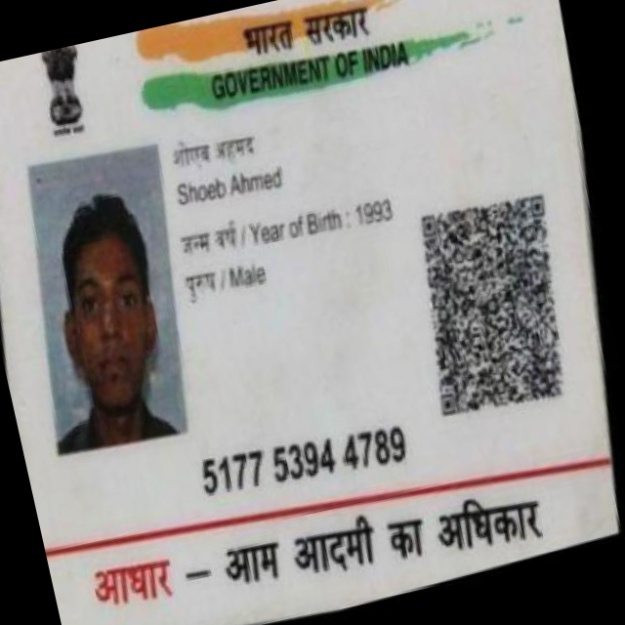 भारत सरकार
GOVERNMENT OF INDIA
शोएब अहमद
Shoeb Ahmed
जन्म वर्ष / Year of Birth : 1993
पुरुष / Male
5177 5394 4789
आधार – आम आदमी का अधिकार